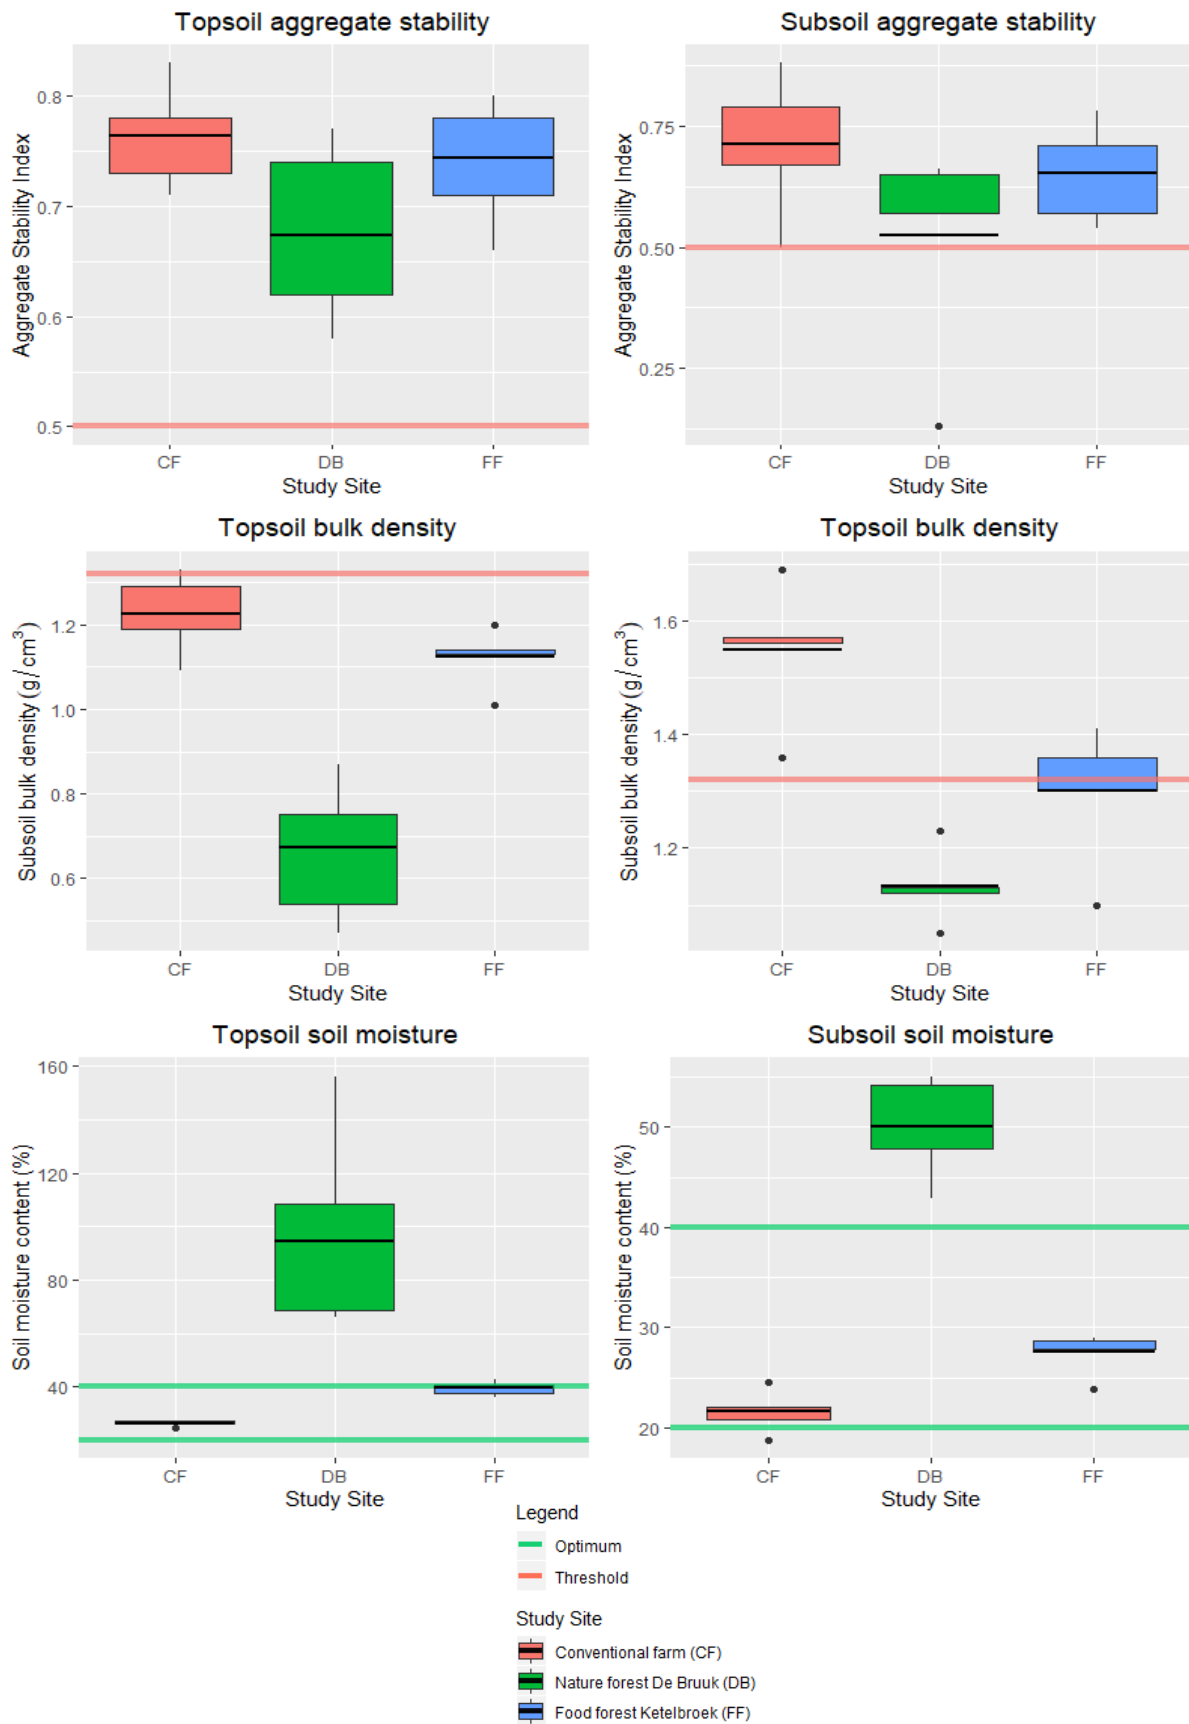 Topsoil aggregate stability
Aggregate Stability Index
0.8
0.7
0.6
0.5
CF DB FF
Study Site
Subsoil aggregate stability
Aggregate Stability Index
0.75
0.50
0.25
CF DB FF
Study Site
Topsoil bulk density
Subsoil bulk density (g/cm³)
1.2
1.0
0.8
0.6
CF DB FF
Study Site
Topsoil bulk density
Subsoil bulk density (g/cm³)
1.6
1.4
1.2
CF DB FF
Study Site
Topsoil soil moisture
Soil moisture content (%)
160
120
80
40
CF DB FF
Study Site
Subsoil soil moisture
Soil moisture content (%)
50
40
30
20
CF DB FF
Study Site
Legend
Optimum
Threshold
Study Site
Conventional farm (CF)
Nature forest De Bruuk (DB)
Food forest Ketelbroek (FF)